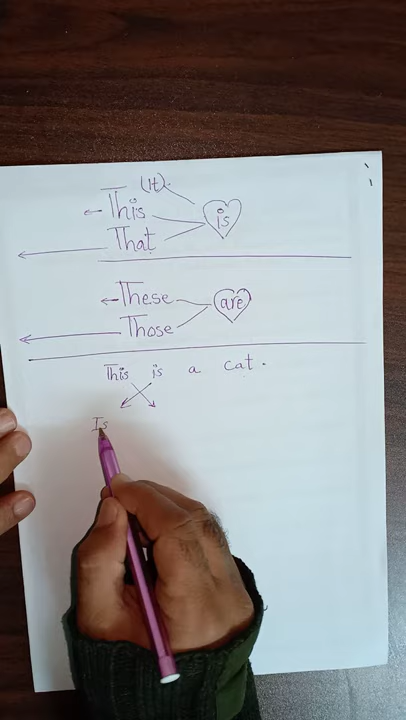 (It).
This
is
That
These
are
Those
This is a cat.
Is